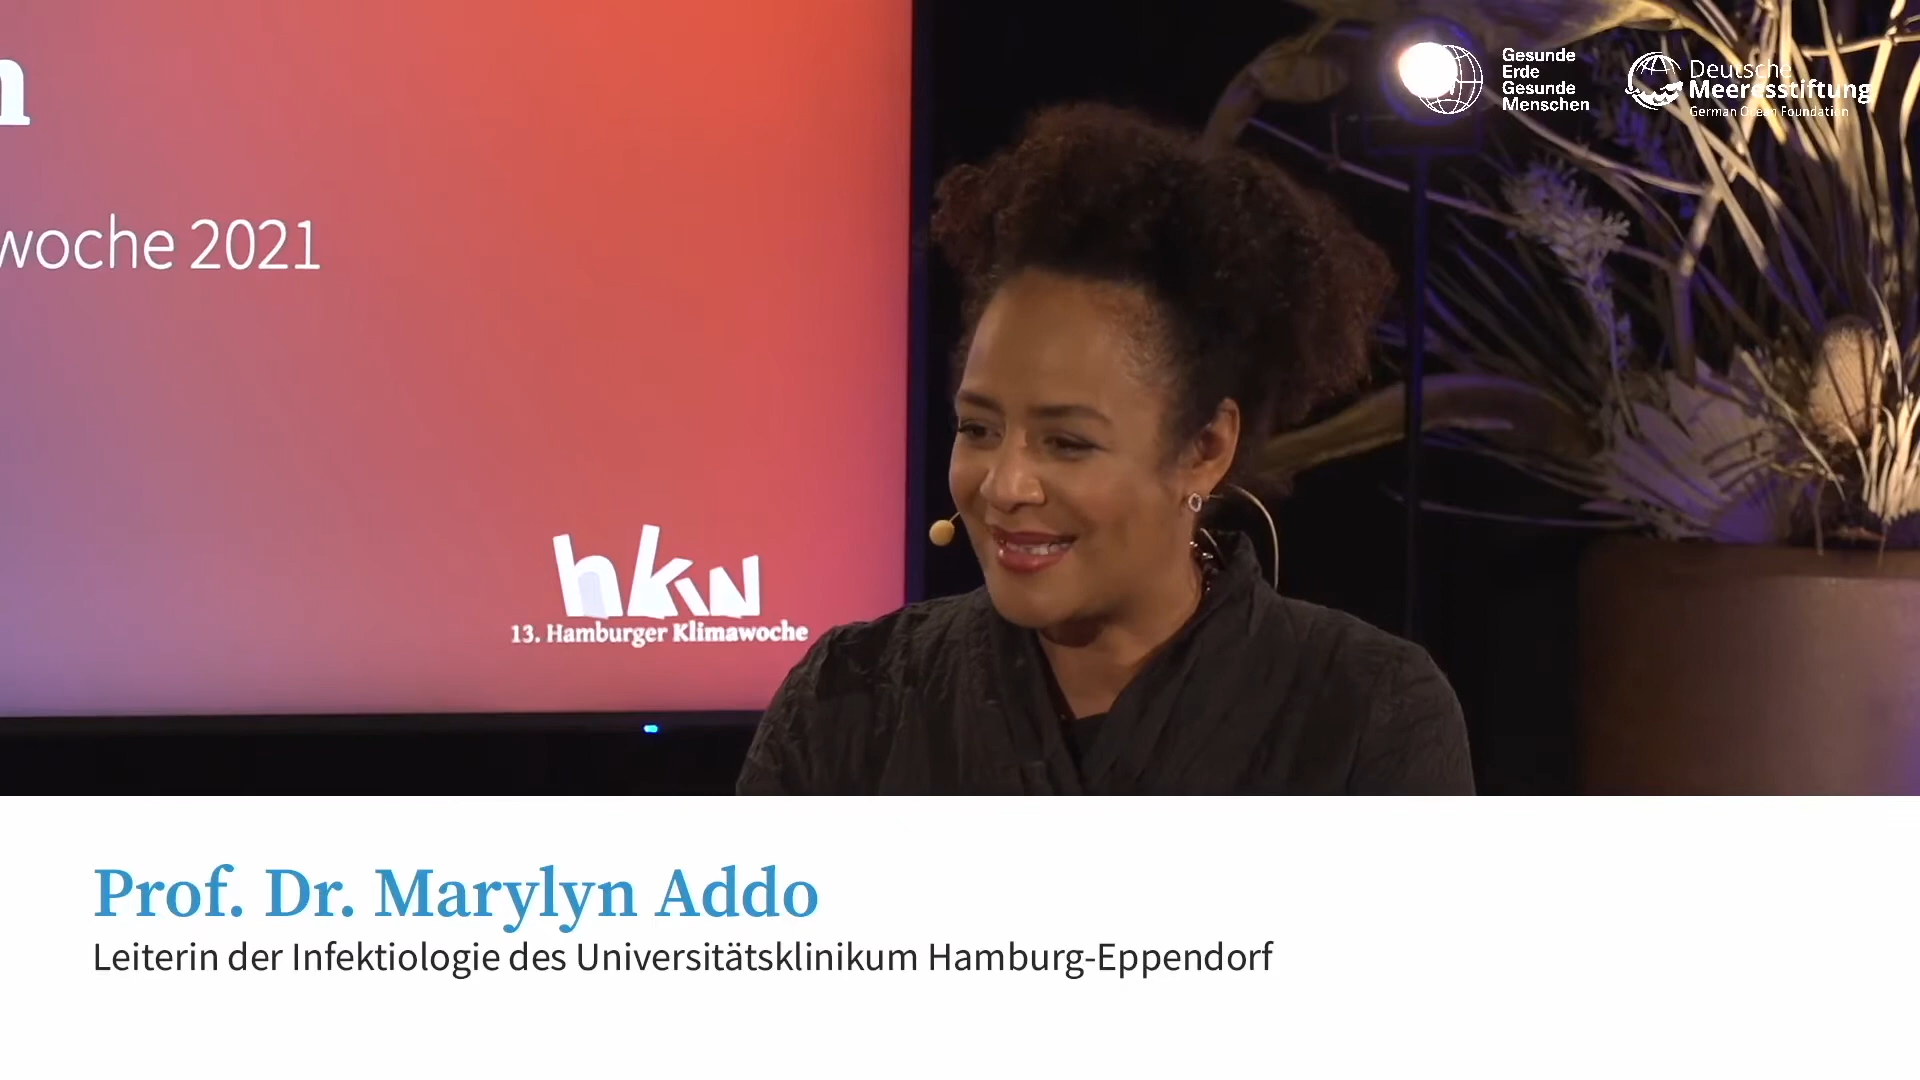 woche 2021
hkw
13. Hamburger Klimawoche
Gesunde
Erde
Gesunde
Menschen
Deutsche
Meeresstiftung
German Ocean Foundation
Prof. Dr. Marylyn Addo
Leiterin der Infektiologie des Universitätsklinikum Hamburg-Eppendorf